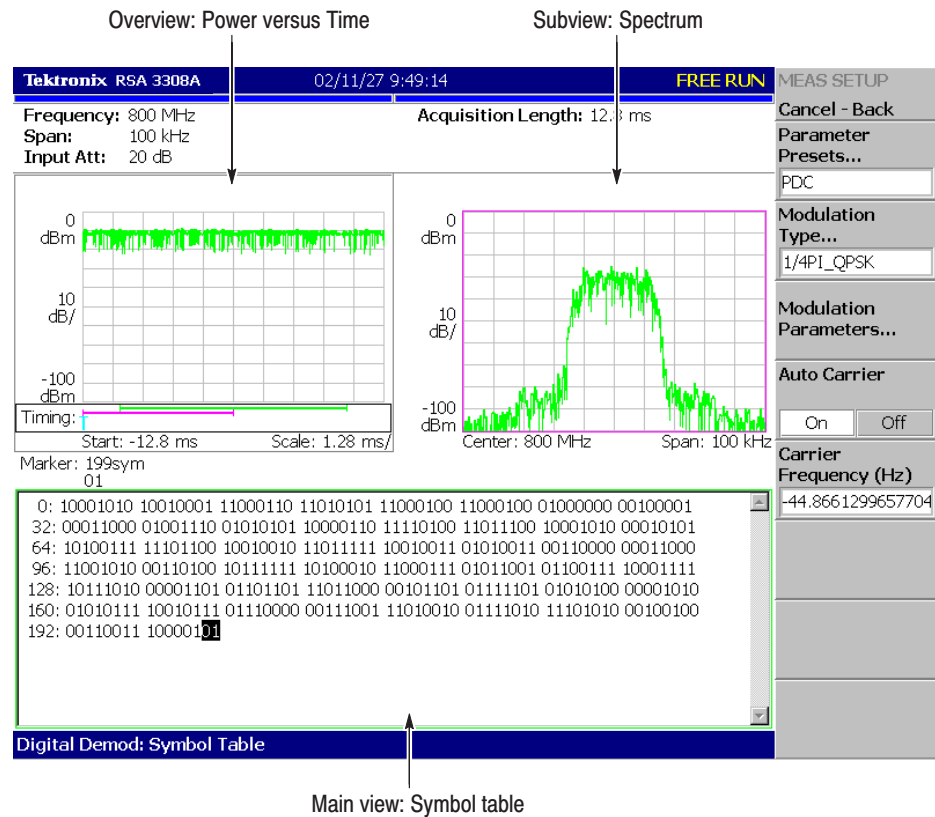 Overview: Power versus Time
Subview: Spectrum
Tektronix RSA 3308A 02/11/27 9:49:14 FREE RUN
MEAS SETUP
Cancel - Back
Frequency: 800 MHz
Acquisition Length: 12.8 ms
Span: 100 kHz
Input Att: 20 dB
Parameter
Presets...
PDC
Modulation
Type...
1/4PI_QPSK
Modulation
Parameters...
Auto Carrier
On Off
Carrier
Frequency (Hz)
-44.8661299657704
0
dBm
10
dB/
-100
dBm
Timing:
T
Start: -12.8 ms Scale: 1.28 ms/
0
dBm
10
dB/
-100
dBm
Center: 800 MHz Span: 100 kHz
Marker: 199sym
01
0: 10001010 10010001 11000110 11010101 11000100 11000100 01000000 00100001
32: 00011000 01001110 01010101 10000110 11110100 11011100 10001010 00010101
64: 10100111 11101100 10010010 11011111 10010011 01010011 00110000 00011000
96: 11001010 00110100 10111111 10100010 11000111 01011001 01100111 10001111
128: 10111010 00001101 01101101 11011000 00101101 01111101 01010100 00001010
160: 01010111 10010111 01110000 00111001 11010010 01111010 11101010 00100100
192: 00110011 10000101
Digital Demod: Symbol Table
Main view: Symbol table